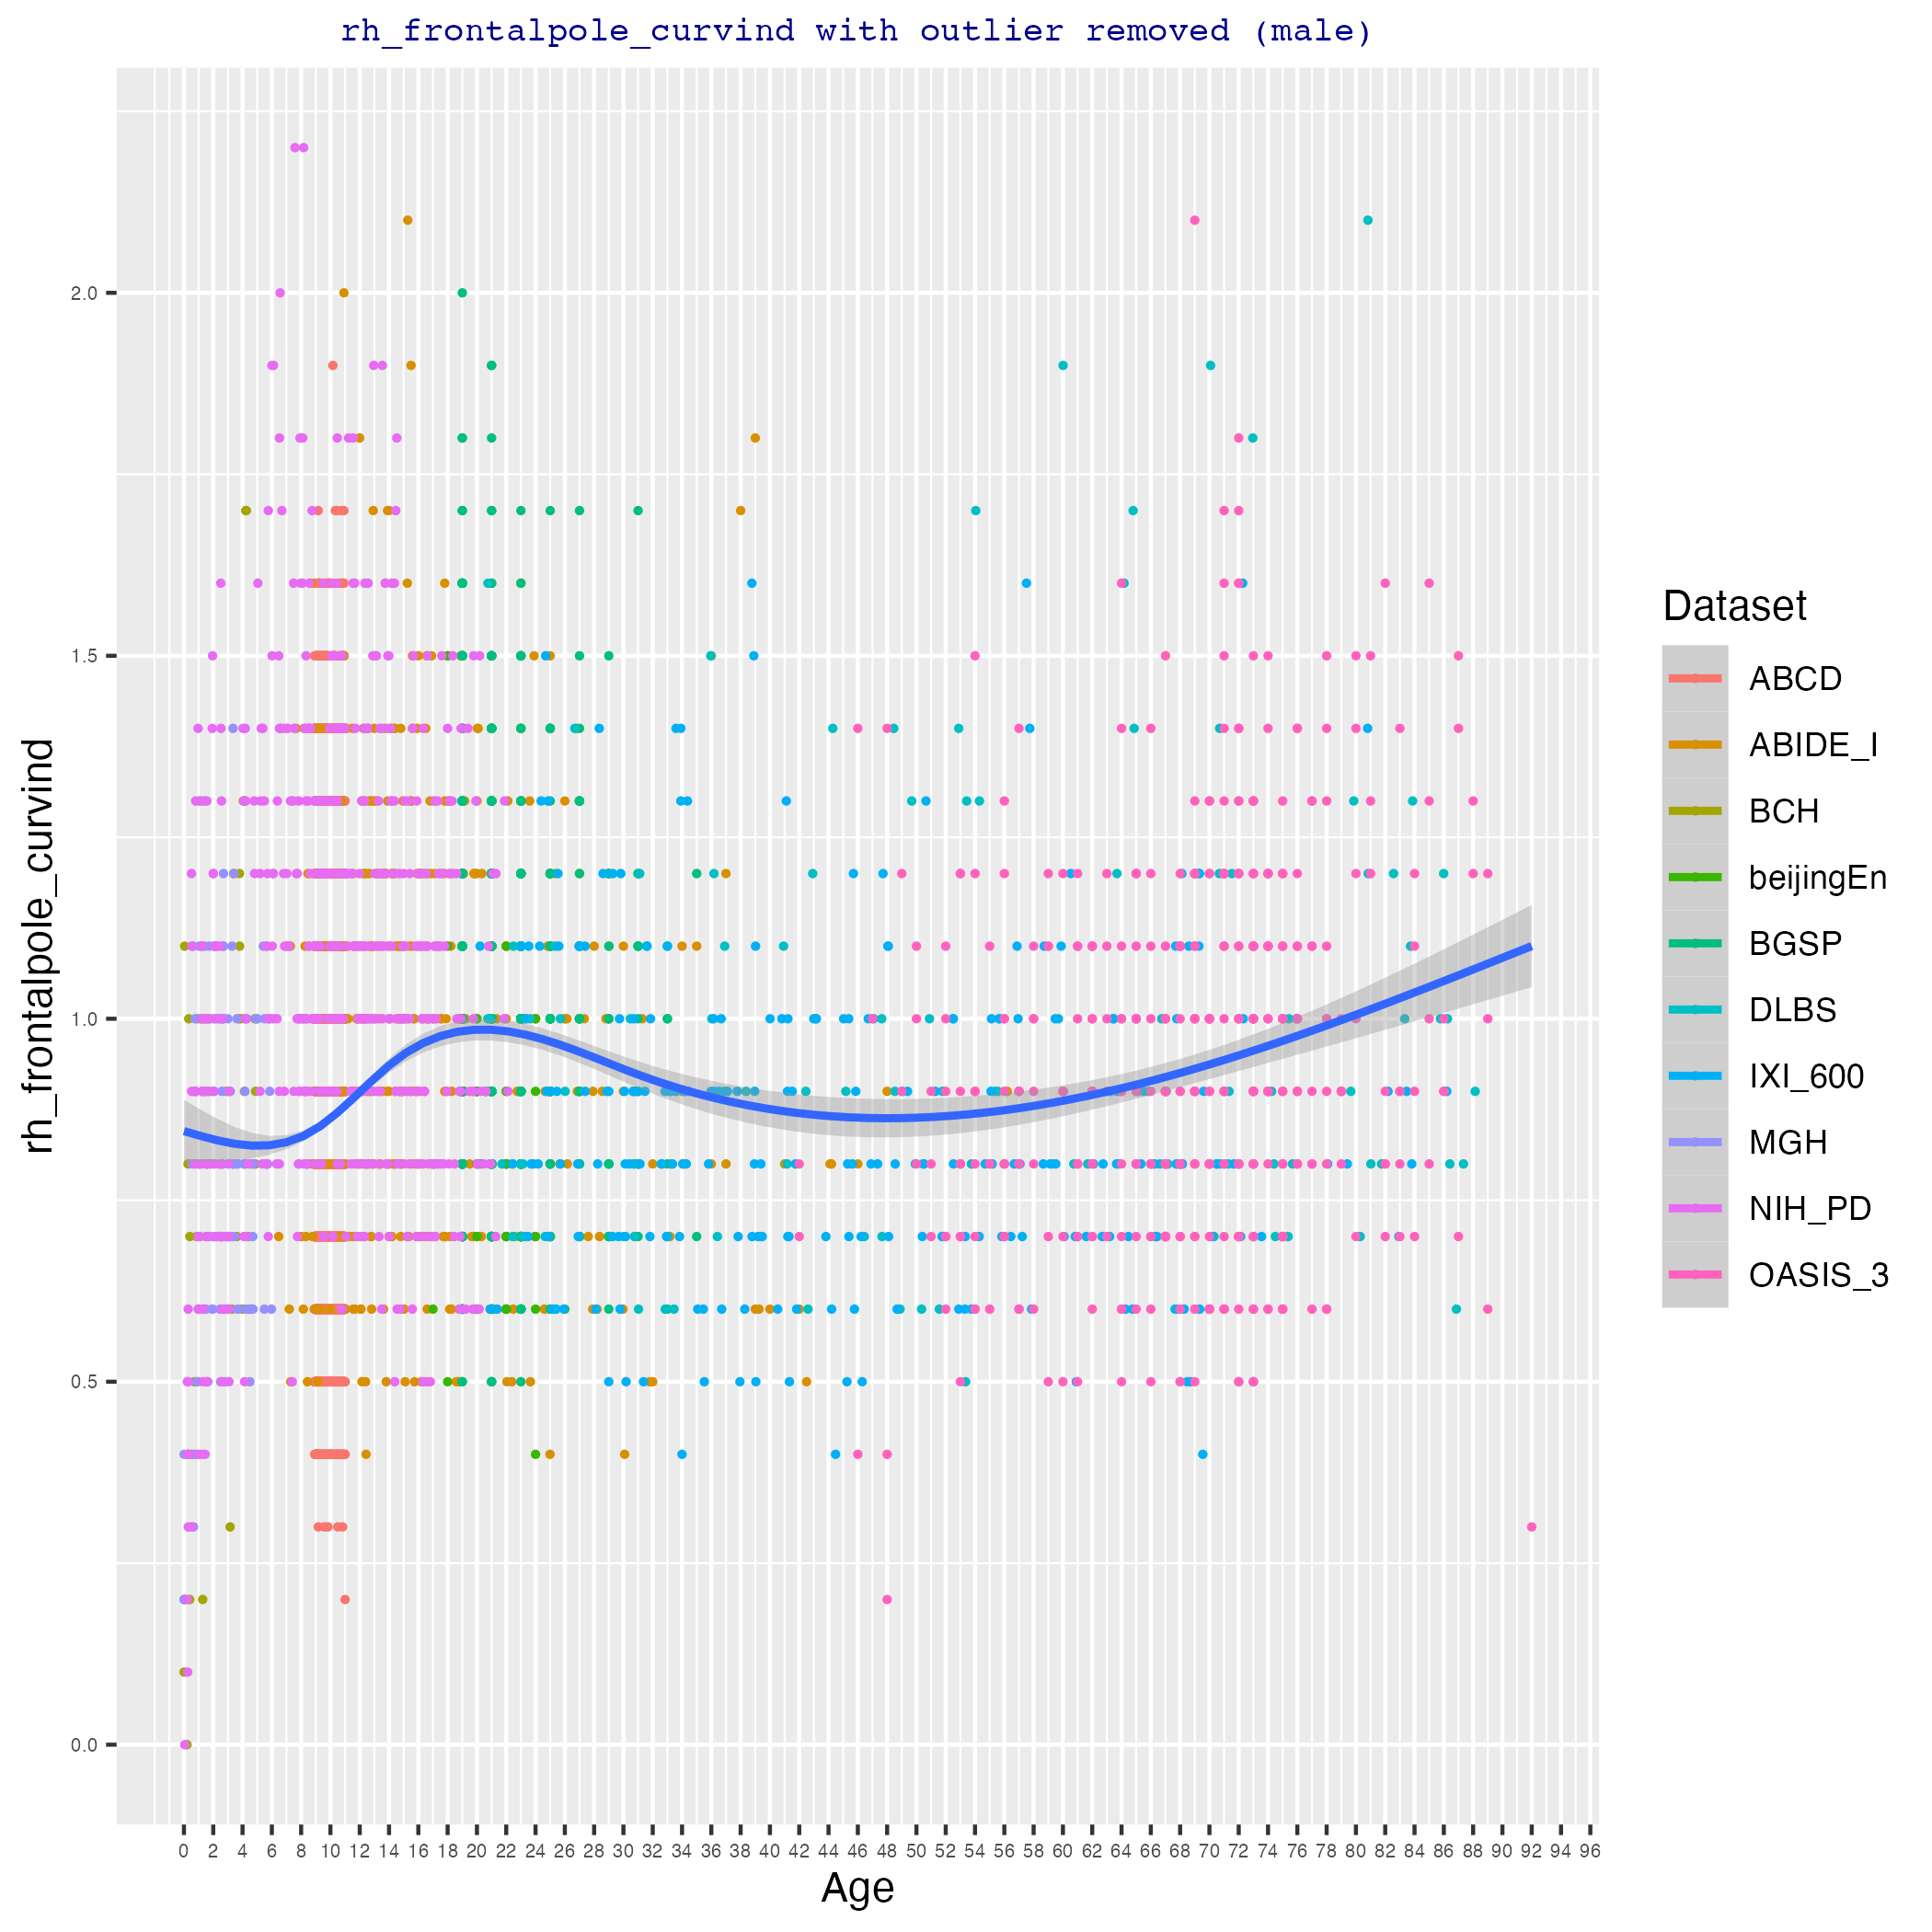 rh_frontalpole_curvind with outlier removed (male)
rh_frontalpole_curvind
2.0
1.5
1.0
0.5
0.0
0 2 4 6 8 10 12 14 16 18 20 22 24 26 28 30 32 34 36 38 40 42 44 46 48 50 52 54 56 58 60 62 64 66 68 70 72 74 76 78 80 82 84 86 88 90 92 94 96
Age
Dataset
ABCD
ABIDE_I
BCH
beijingEn
BGSP
DLBS
IXI_600
MGH
NIH_PD
OASIS_3